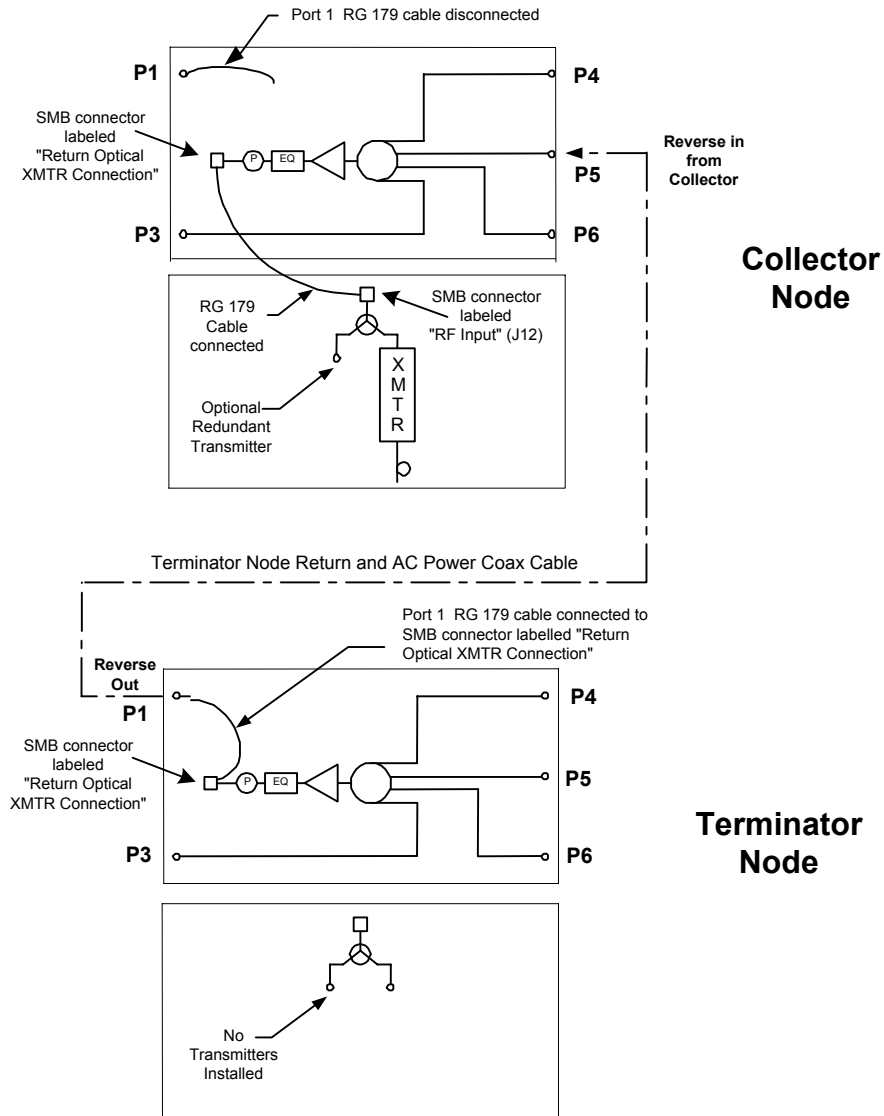 Port 1 RG 179 cable disconnected
P1
P4
SMB connector
labeled
"Return Optical
XMTR Connection"
P
EQ
Reverse in
from
Collector
P5
P3
P6
Collector
Node
RG 179
Cable
connected
SMB connector
labeled
"RF Input" (J12)
X
M
T
R
Optional
Redundant
Transmitter
Terminator Node Return and AC Power Coax Cable
Port 1 RG 179 cable connected to
SMB connector labelled "Return
Optical XMTR Connection"
Reverse
Out
P1
P4
SMB connector
labeled
"Return Optical
XMTR Connection"
P
EQ
P5
P3
P6
Terminator
Node
No
Transmitters
Installed